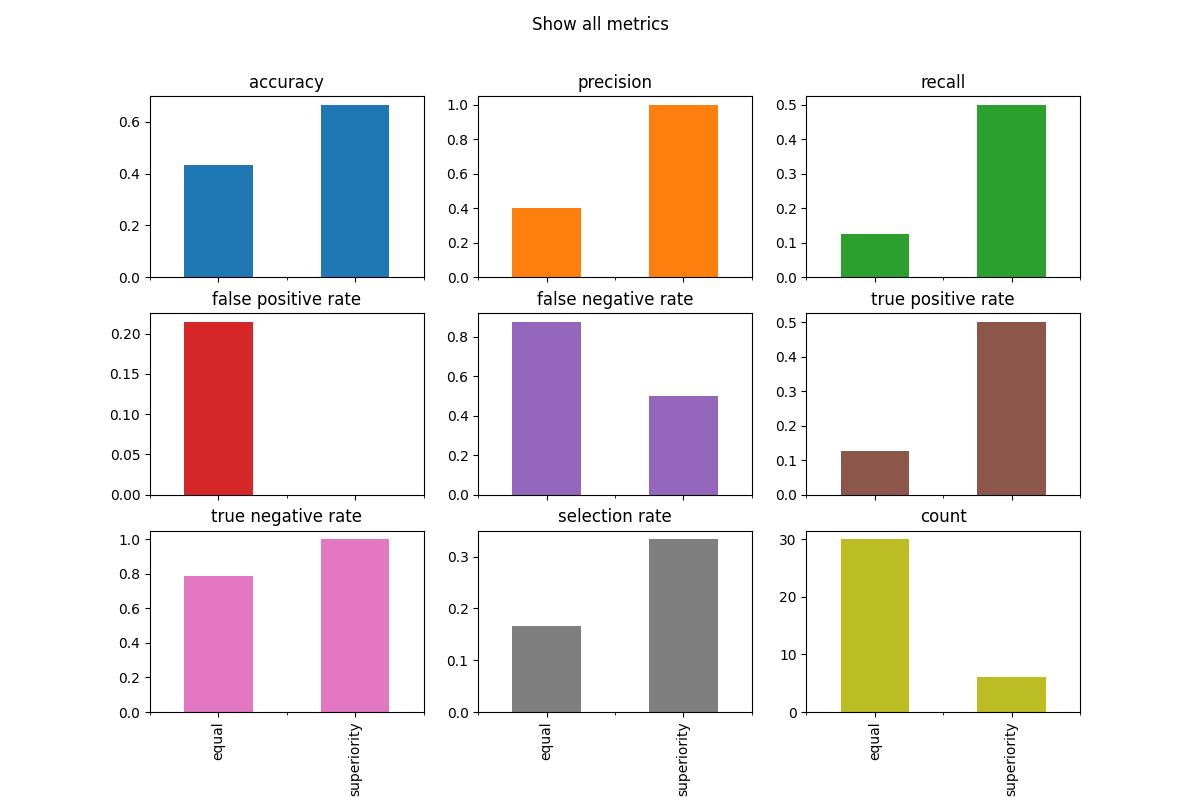 Show all metrics
accuracy
precision
recall
0.6
0.4
0.2
0.0
1.0
0.8
0.6
0.4
0.2
0.0
0.5
0.4
0.3
0.2
0.1
0.0
false positive rate
false negative rate
true positive rate
0.20
0.15
0.10
0.05
0.00
0.8
0.6
0.4
0.2
0.0
0.5
0.4
0.3
0.2
0.1
0.0
true negative rate
selection rate
count
1.0
0.8
0.6
0.4
0.2
0.0
0.3
0.2
0.1
0.0
30
20
10
0
equal
superiority
equal
superiority
equal
superiority